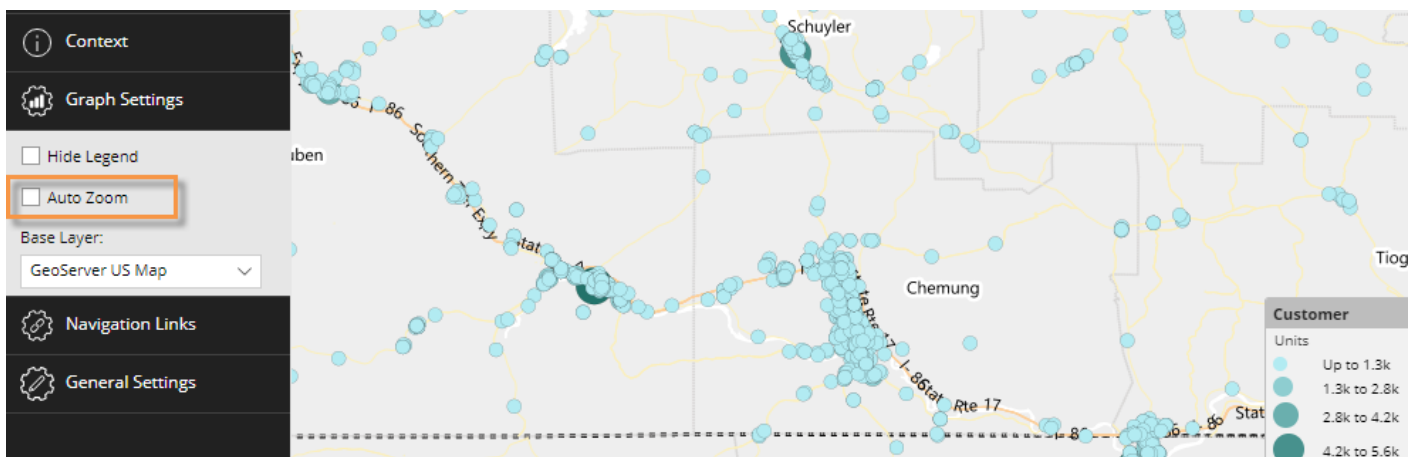 Context
Graph Settings
Hide Legend
Auto Zoom
Base Layer:
GeoServer US Map
Navigation Links
General Settings
Schuyler
86
uben
Chemung
Tiog
Rte 17
Stat
Customer
Units
Up to 1.3k
1.3k to 2.8k
2.8k to 4.2k
4.2k to 5.6k